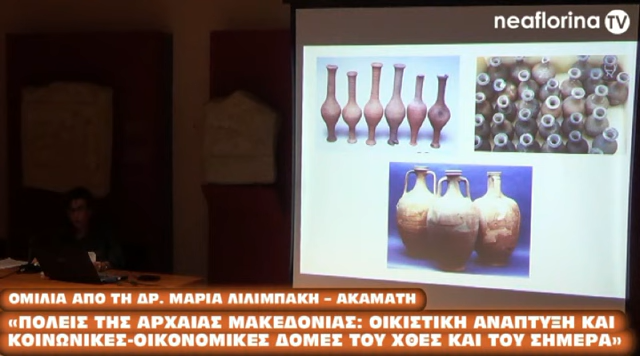 neaflorina TV
ΟΜΙΛΙΑ ΑΠΟ ΤΗ ΔΡ. ΜΑΡΙΑ ΛΙΛΙΜΠΑΚΗ – ΑΚΑΜΑΤΗ
«ΠΟΛΕΙΣ ΤΗΣ ΑΡΧΑΙΑΣ ΜΑΚΕΔΟΝΙΑΣ: ΟΙΚΙΣΤΙΚΗ ΑΝΑΠΤΥΞΗ ΚΑΙ
ΚΟΙΝΩΝΙΚΕΣ-ΟΙΚΟΝΟΜΙΚΕΣ ΔΟΜΕΣ ΤΟΥ ΧΘΕΣ ΚΑΙ ΤΟΥ ΣΗΜΕΡΑ»